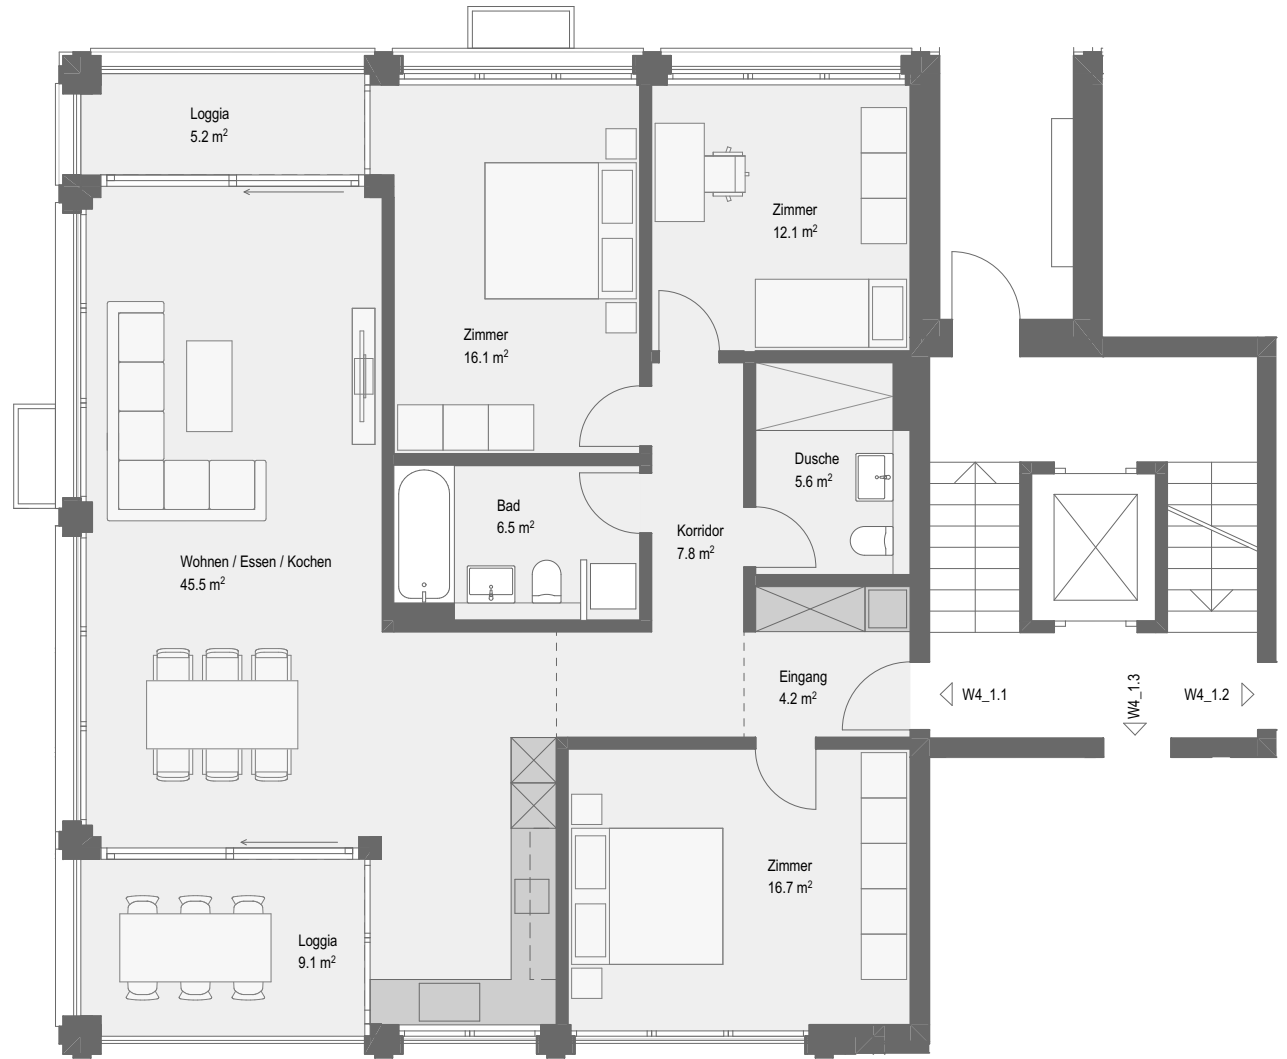 Loggia
5.2 m²
Zimmer
12.1 m²
Zimmer
16.1 m²
Dusche
5.6 m²
Bad
6.5 m²
Korridor
7.8 m²
Wohnen / Essen / Kochen
45.5 m²
Eingang
4.2 m²
W4_1.1
W4_1.3
W4_1.2
Zimmer
16.7 m²
Loggia
9.1 m²